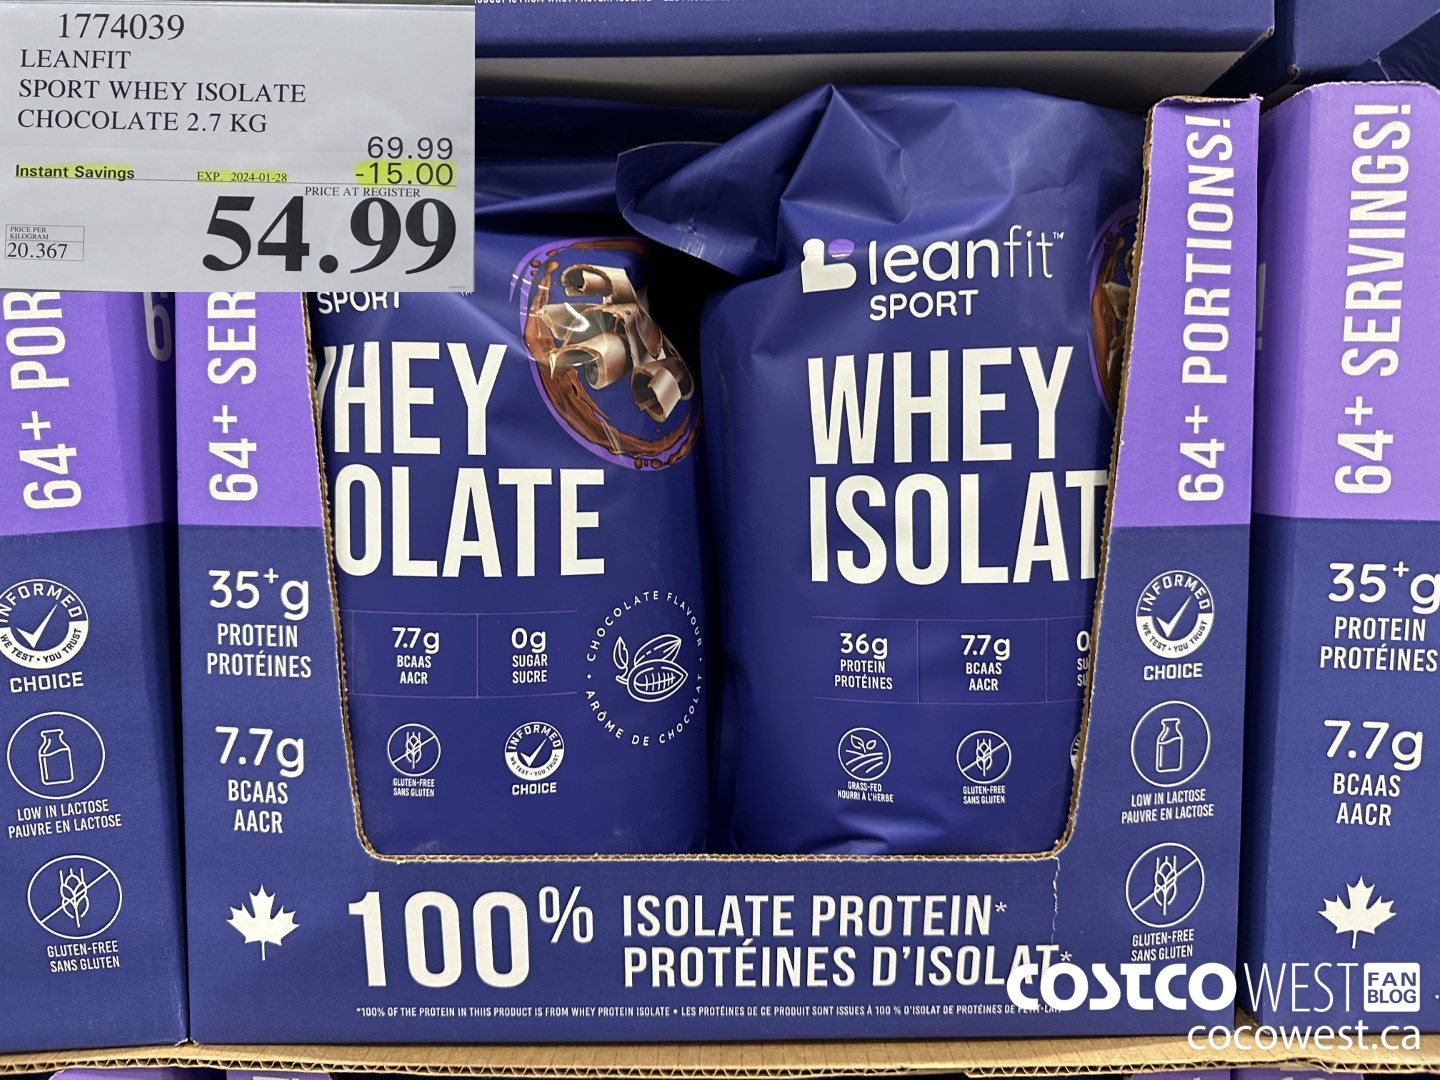 1774039
LEANFIT
SPORT WHEY ISOLATE
CHOCOLATE 2.7 KG
69.99
Instant Savings EXP. 2024-01-28 -15.00
PRICE AT REGISTER
54.99
PRICE PER
KILOGRAM
20.367
64+ POR
64+ SER
INFORMED
WE TEST • YOU TRUST
CHOICE
LOW IN LACTOSE
PAUVRE EN LACTOSE
GLUTEN-FREE
SANS GLUTEN
35+g
PROTEIN
PROTÉINES
7.7g
BCAAS
AACR
SPORT
HEY
OLATE
7.7g
BCAAS
AACR
0g
SUGAR
SUCRE
CHOCOLATE FLAVOUR • ARÔME DE CHOCOLAT •
GLUTEN-FREE
SANS GLUTEN
INFORMED
WE TEST • YOU TRUST
CHOICE
leanfit™
SPORT
WHEY
ISOLAT
36g
PROTEIN
PROTÉINES
7.7g
BCAAS
AACR
0
SU
SU
GRASS-FED
NOURRI À L'HERBE
GLUTEN-FREE
SANS GLUTEN
64+ PORTIONS!
INFORMED
WE TEST • YOU TRUST
CHOICE
LOW IN LACTOSE
PAUVRE EN LACTOSE
GLUTEN-FREE
SANS GLUTEN
64+ SERVINGS!
35+g
PROTEIN
PROTÉINES
7.7g
BCAAS
AACR
100% ISOLATE PROTEIN*
PROTÉINES D'ISOLAT*
*100% OF THE PROTEIN IN THIS PRODUCT IS FROM WHEY PROTEIN ISOLATE • LES PROTÉINES DE CE PRODUIT SONT ISSUES À 100 % D'ISOLAT DE PROTÉINES DE PETIT-LAIT
COSTCO WEST FAN BLOG
cocowest.ca